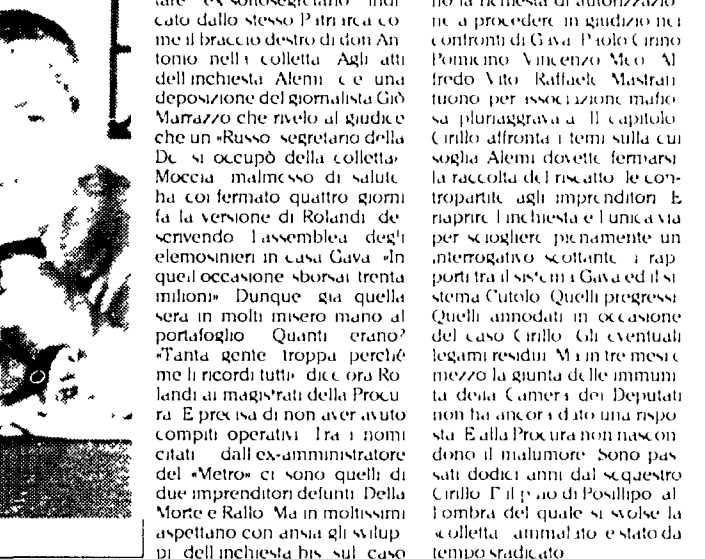 cato dallo stesso Patriarca co-
me il braccio destro di don An-
tonio nella colletta Agli atti
dell inchiesta Alemi c e una
deposizione del giornalista Giò
Marrazzo che rivelo al giudice
che un «Russo segretario della
Dc si occupò della colletta»
Moccia malmesso di salute
ha confermato quattro giorni
fa la versione di Rolandi de-
scrivendo l assemblea degli
elemosinieri in casa Gava «In
quell occasione sborsai trenta
milioni» Dunque gia quella
sera in molti misero mano al
portafoglio Quanti erano?
«Tanta gente troppa perché
me li ricordi tutti» dice ora Ro-
landi ai magistrati della Procu-
ra E precisa di non aver avuto
compiti operativi Tra i nomi
citati dall ex-amministratore
del «Metro» ci sono quelli di
due imprenditori defunti Della
Morte e Rallo Ma in moltissimi
aspettano con ansia gli svilup-
pi dell inchiesta bis sul caso
no la richiesta di autorizzazio-
ne a procedere in giudizio nei
confronti di Gava Paolo Cirino
Pomicino Vincenzo Meo Al
fredo Vito Raffaele Mastran
tuono per associazione mafio
sa pluriaggravata Il capitolo
Cirillo affronta i temi sulla cui
soglia Alemi dovette fermarsi
la raccolta del riscatto le con-
tropartite agli imprenditori E
riaprire l inchiesta e l unica via
per sciogliere pienamente un
interrogativo scottante i rap
porti tra il sistema Gava ed il si
stema Cutolo Quelli pregressi
Quelli annodati in occasione
del caso Cirillo Gli eventuali
legami residui Ma in tre mesi e
mezzo la giunta delle immuni
tà della Camera dei Deputati
non ha ancora dato una rispo
sta E alla Procura non nascon
dono il malumore Sono pas
sati dodici anni dal sequestro
Cirillo E il pino di Posillipo al
l ombra del quale si svolse la
colletta ammalato e stato da
tempo sradicato